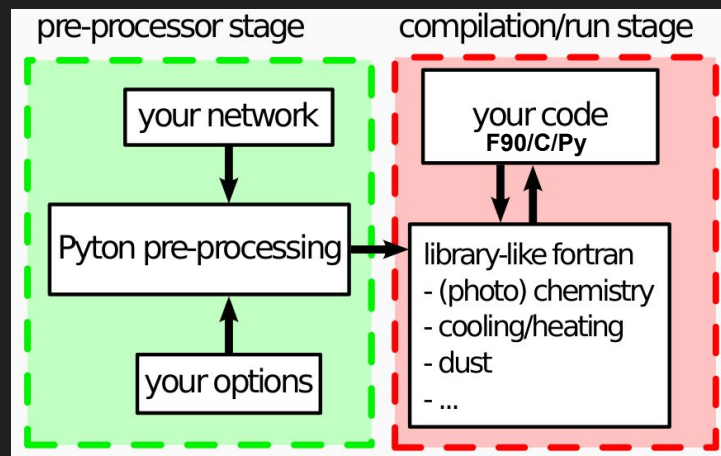 pre-processor stage
compilation/run stage
your network
Pyton pre-processing
your options
your code
F90/C/Py
library-like fortran
- (photo) chemistry
- cooling/heating
- dust
- ...